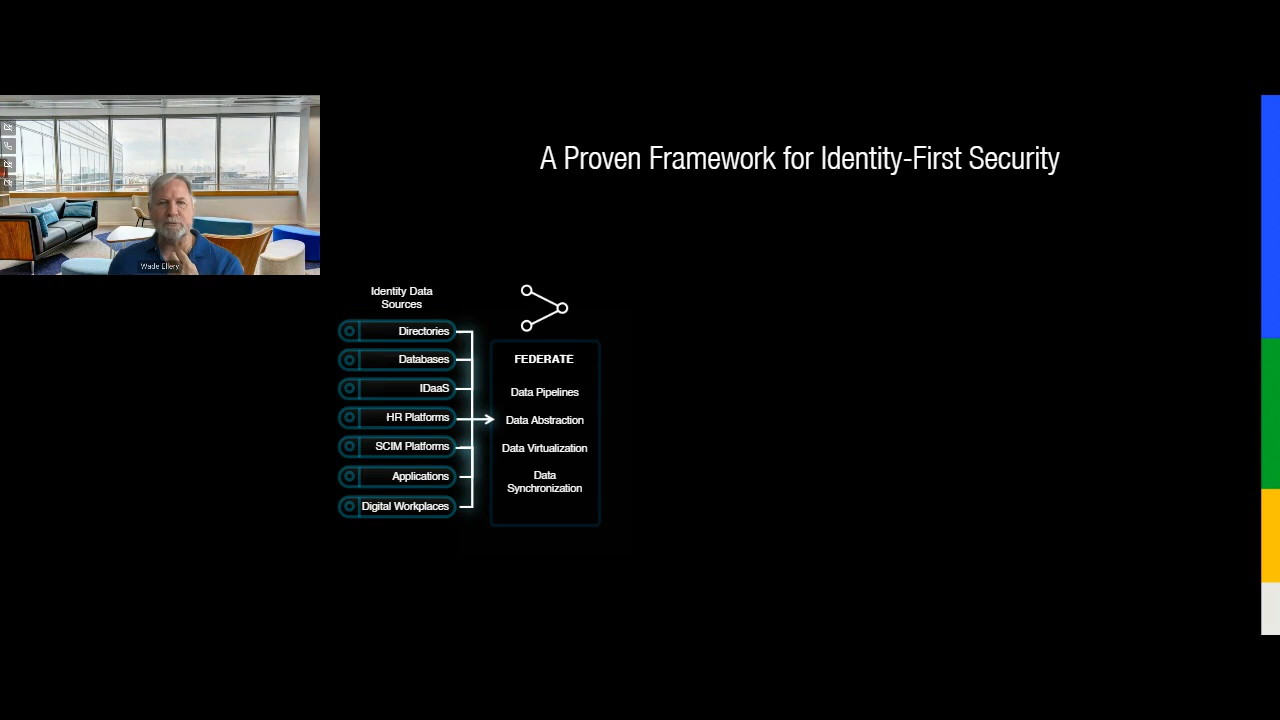 A Proven Framework for Identity-First Security
Wade Ellery
Identity Data
Sources
Directories
Databases
IDaaS
HR Platforms
SCIM Platforms
Applications
Digital Workplaces
FEDERATE
Data Pipelines
Data Abstraction
Data Virtualization
Data
Synchronization